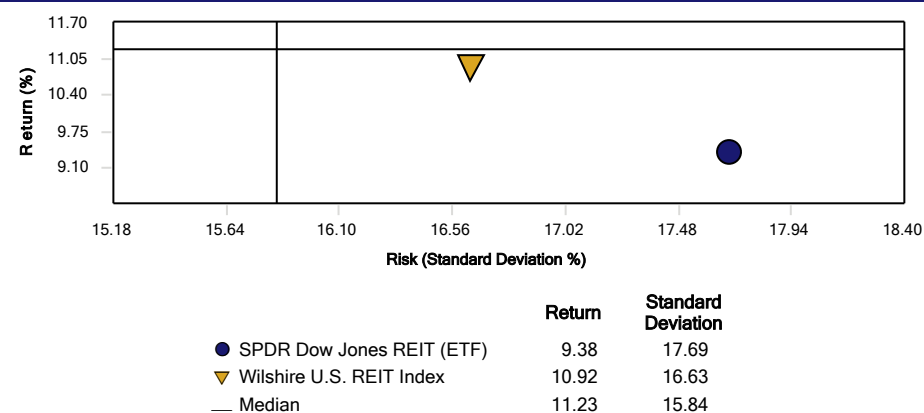 11.70
11.05
10.40
9.75
9.10
Return (%)
15.18 15.64 16.10 16.56 17.02 17.48 17.94 18.40
Risk (Standard Deviation %)
Return Standard Deviation
SPDR Dow Jones REIT (ETF) 9.38 17.69
Wilshire U.S. REIT Index 10.92 16.63
Median 11.23 15.84